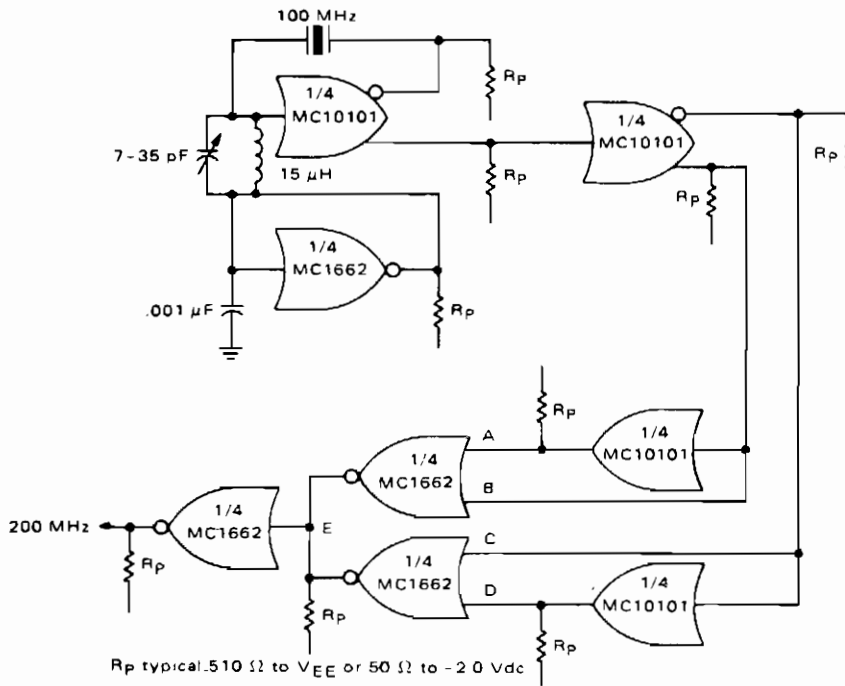 100 MHz
RP
1/4
MC10101
1/4
MC10101
7-35 pF
15 µH
RP
RP
RP
1/4
MC1662
.001 µF
RP
RP
A
1/4
MC10101
1/4
MC1662
B
1/4
MC1662
200 MHz
E
C
1/4
MC1662
1/4
MC10101
D
RP
RP
RP
RP typical 510 Ω to VEE or 50 Ω to -2.0 Vdc